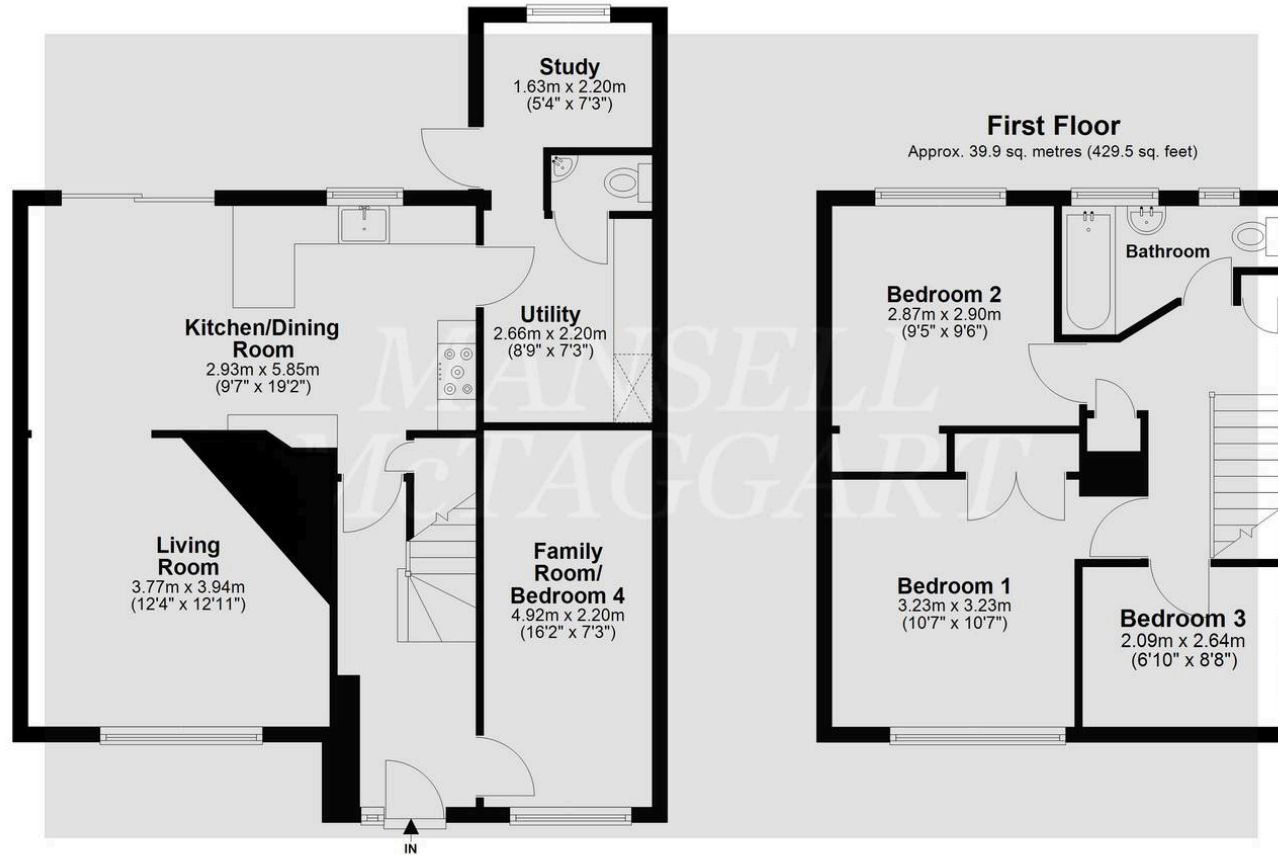 Study
1.63m x 2.20m
(5'4" x 7'3")
First Floor
Approx. 39.9 sq. metres (429.5 sq. feet)
Kitchen/Dining
Room
2.93m x 5.85m
(9'7" x 19'2")
Utility
2.66m x 2.20m
(8'9" x 7'3")
Bedroom 2
2.87m x 2.90m
(9'5" x 9'6")
Bathroom
MANSELL
McTAGGART
Living
Room
3.77m x 3.94m
(12'4" x 12'11")
Family
Room/
Bedroom 4
4.92m x 2.20m
(16'2" x 7'3")
Bedroom 1
3.23m x 3.23m
(10'7" x 10'7")
Bedroom 3
2.09m x 2.64m
(6'10" x 8'8")
IN